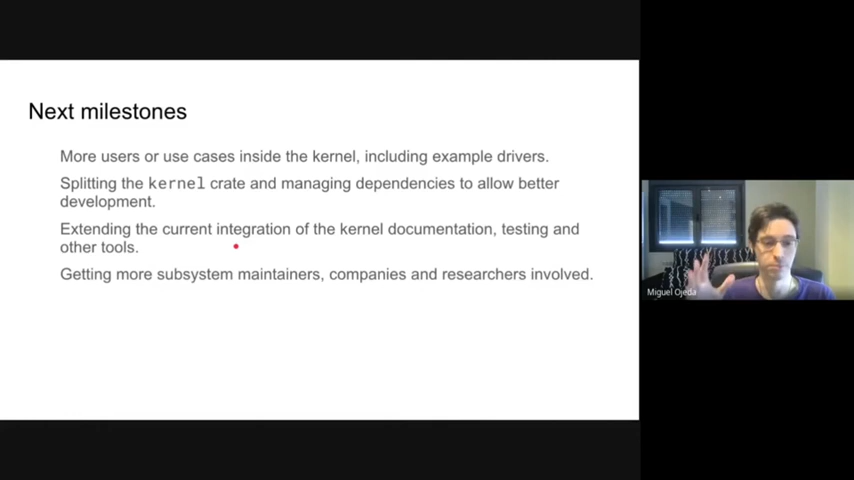 Next milestones
More users or use cases inside the kernel, including example drivers.
Splitting the kernel crate and managing dependencies to allow better
development.
Extending the current integration of the kernel documentation, testing and
other tools.
Getting more subsystem maintainers, companies and researchers involved.
Miguel Ojeda